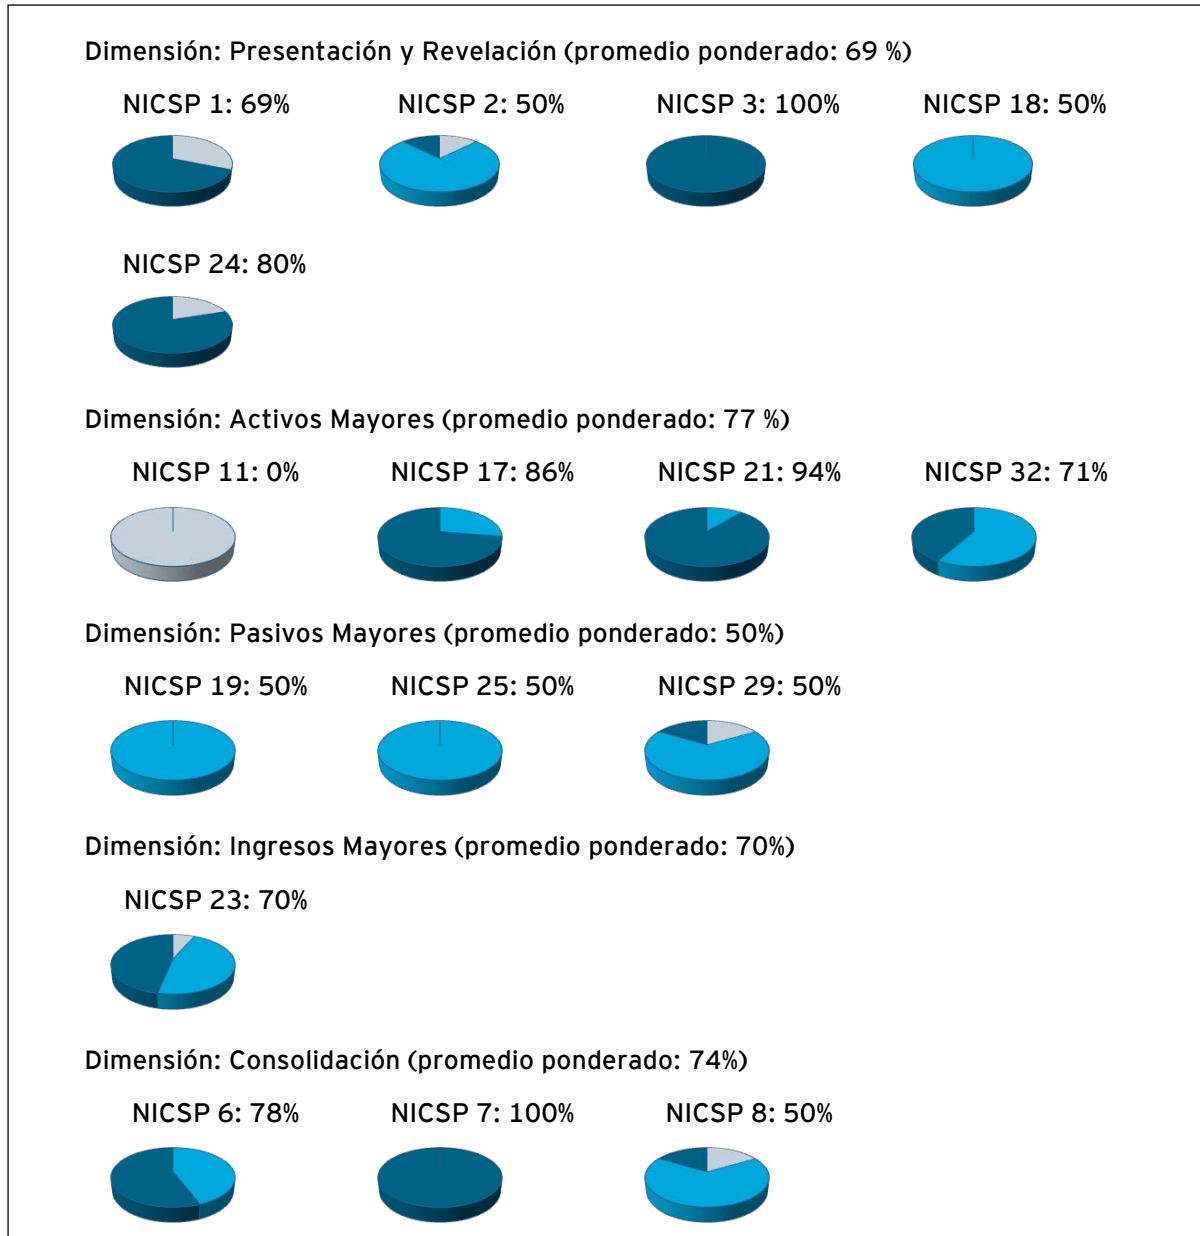 Dimensión: Presentación y Revelación (promedio ponderado: 69 %)
NICSP 1: 69%
NICSP 2: 50%
NICSP 3: 100%
NICSP 18: 50%
NICSP 24: 80%
Dimensión: Activos Mayores (promedio ponderado: 77 %)
NICSP 11: 0%
NICSP 17: 86%
NICSP 21: 94%
NICSP 32: 71%
Dimensión: Pasivos Mayores (promedio ponderado: 50%)
NICSP 19: 50%
NICSP 25: 50%
NICSP 29: 50%
Dimensión: Ingresos Mayores (promedio ponderado: 70%)
NICSP 23: 70%
Dimensión: Consolidación (promedio ponderado: 74%)
NICSP 6: 78%
NICSP 7: 100%
NICSP 8: 50%